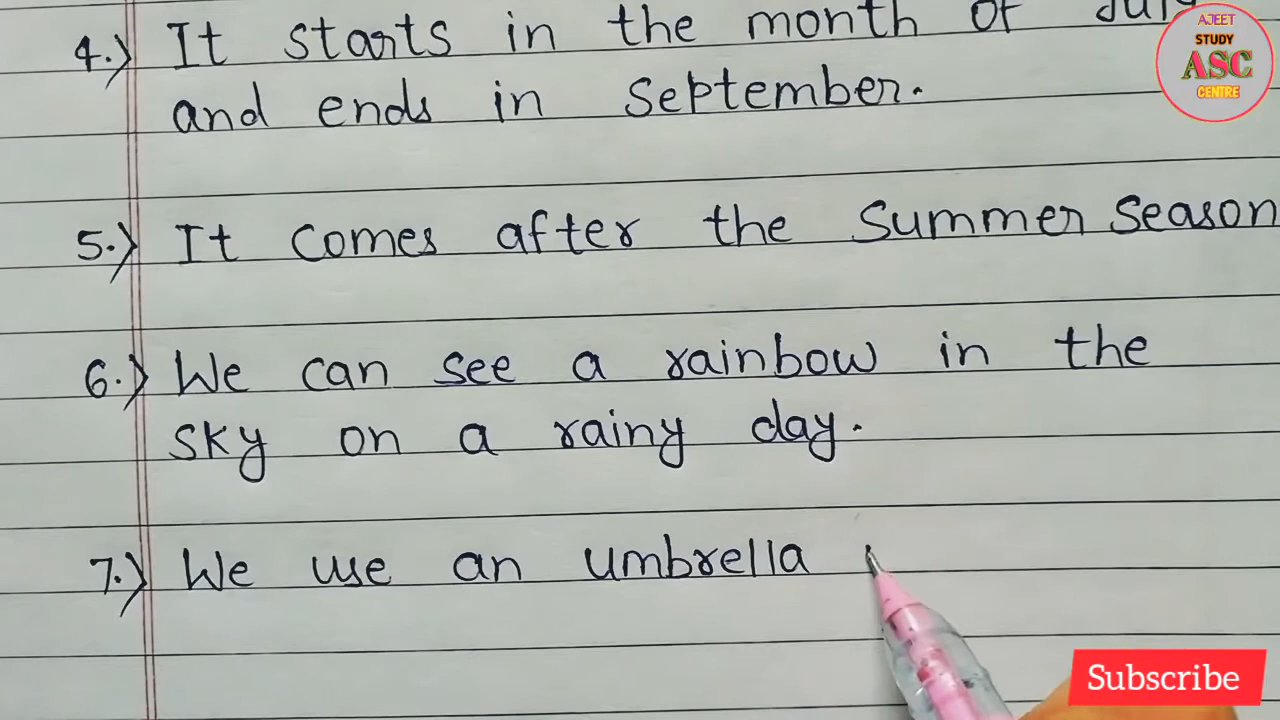 4.) It starts in the month of July
and ends in September.
5.) It comes after the Summer Season
6.) We can see a rainbow in the
sky on a rainy day.
7.) We use an umbrella
AJEET
STUDY
ASC
CENTRE
Subscribe